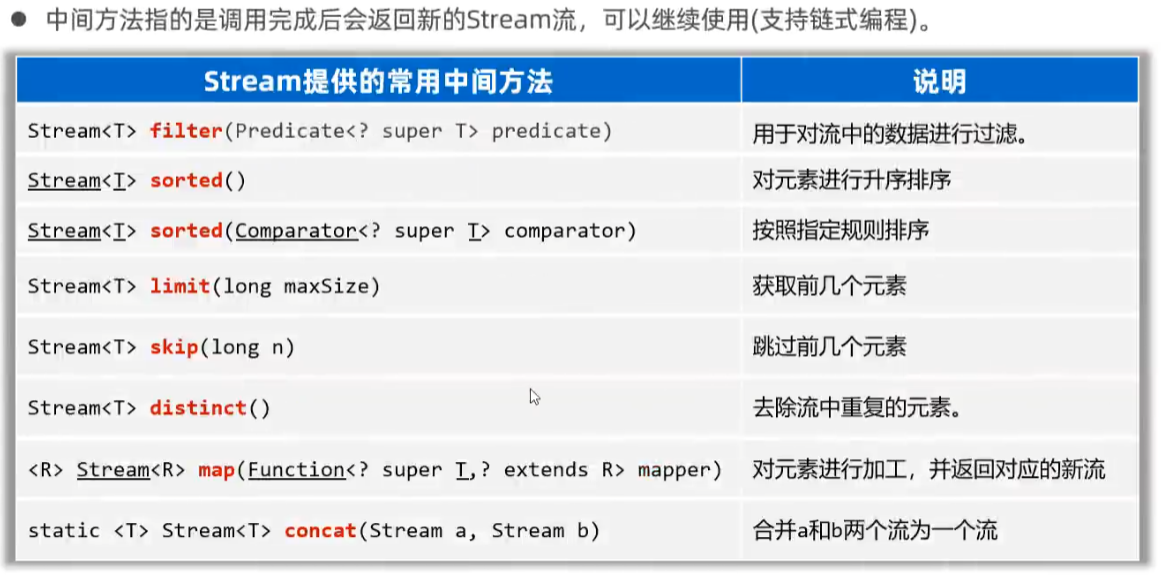 ● 中间方法指的是调用完成后会返回新的Stream流，可以继续使用(支持链式编程)。
Stream提供的常用中间方法 说明
Stream<T> filter(Predicate<? super T> predicate) 用于对流中的数据进行过滤。
Stream<T> sorted() 对元素进行升序排序
Stream<T> sorted(Comparator<? super T> comparator) 按照指定规则排序
Stream<T> limit(long maxSize) 获取前几个元素
Stream<T> skip(long n) 跳过前几个元素
Stream<T> distinct() 去除流中重复的元素。
<R> Stream<R> map(Function<? super T,? extends R> mapper) 对元素进行加工，并返回对应的新流
static <T> Stream<T> concat(Stream a, Stream b) 合并a和b两个流为一个流